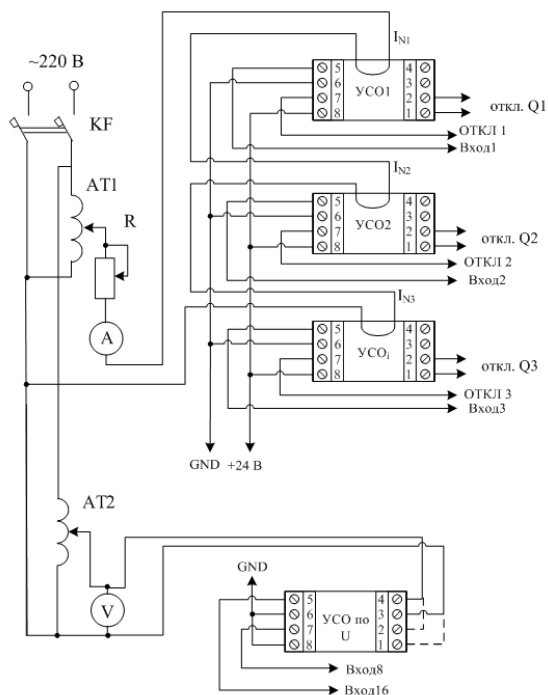 ~220 В
KF
AT1
R
A
I N1
5 4
6 УСО1 3
7 2
8 1
откл. Q1
ОТКЛ 1
Вход1
I N2
5 4
6 УСО2 3
7 2
8 1
откл. Q2
ОТКЛ 2
Вход2
I N3
5 4
6 3
7 УСОi 2
8 1
откл. Q3
ОТКЛ 3
Вход3
GND +24 В
AT2
V
GND
5 4
6 УСО по 3
7 U 2
8 1
Вход8
Вход16